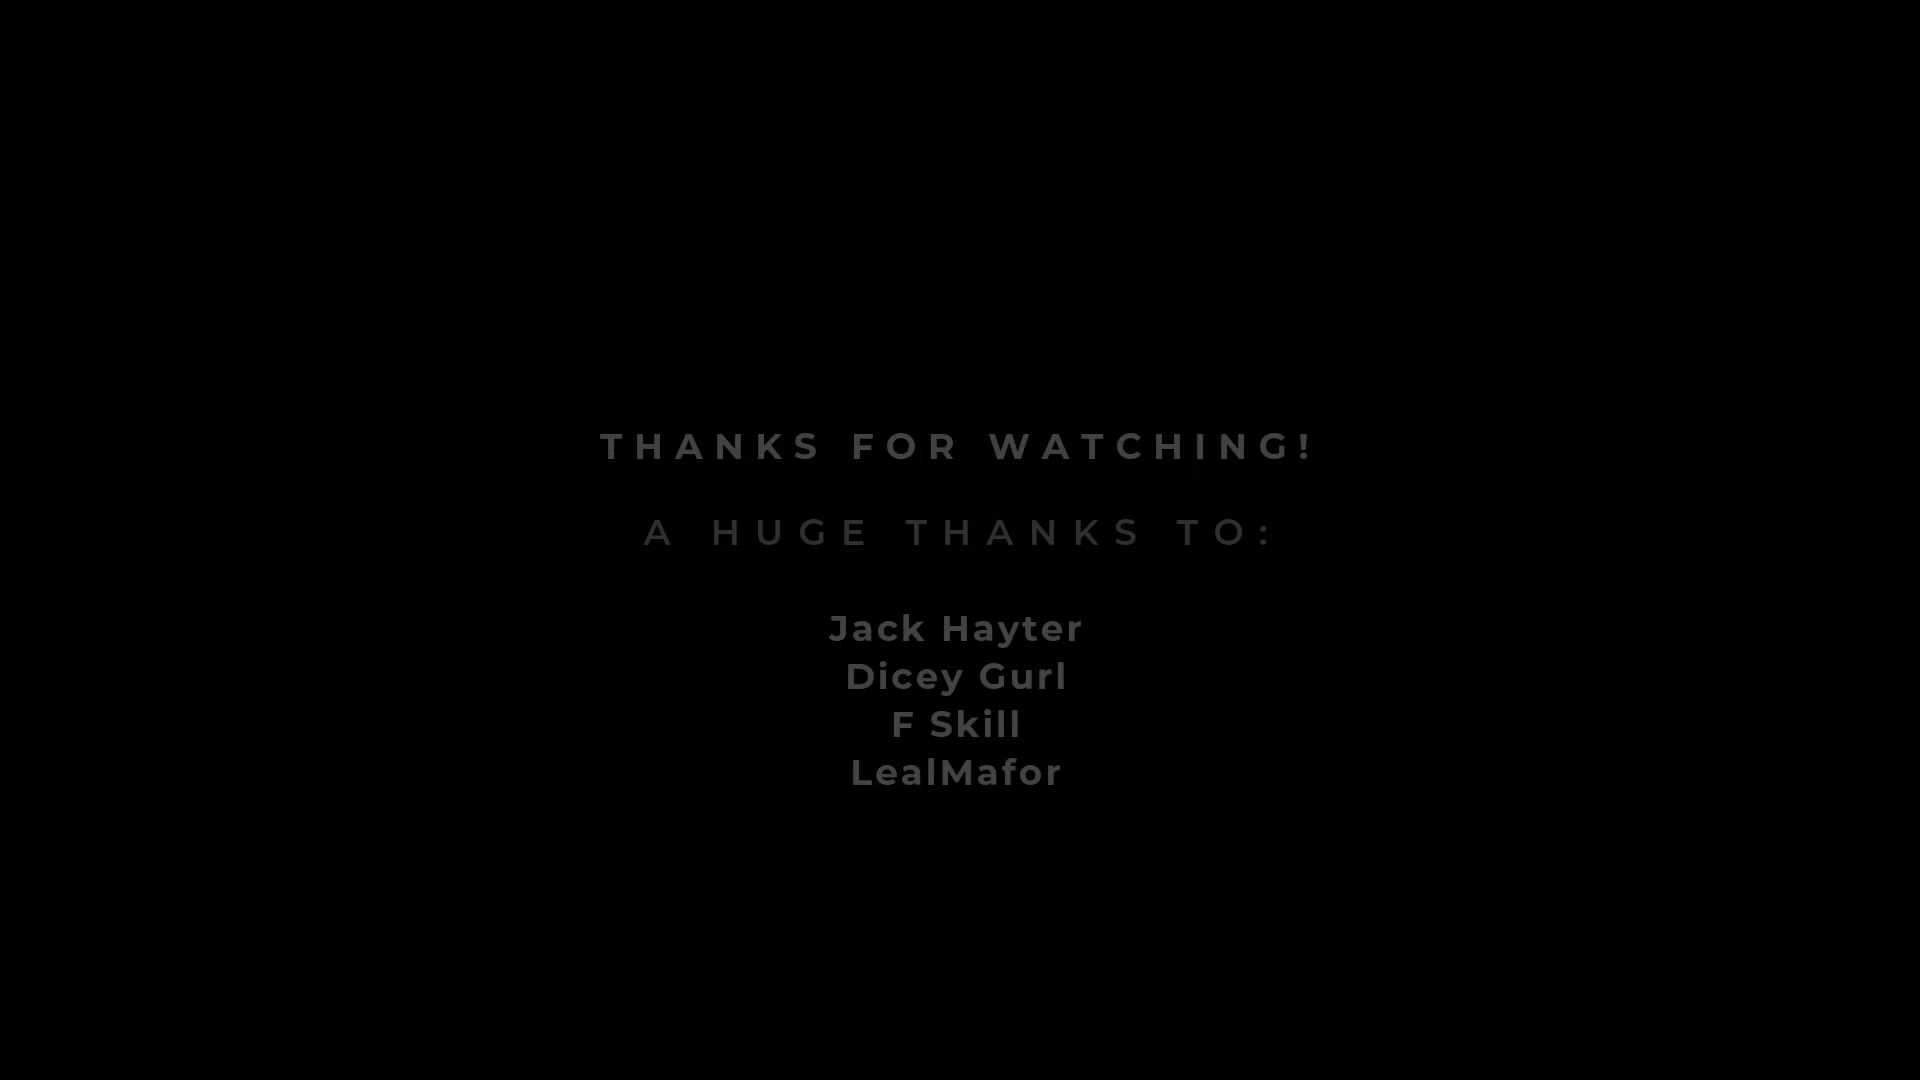 THANKS FOR WATCHING!
A HUGE THANKS TO:
Jack Hayter
Dicey Gurl
F Skill
LealMafor